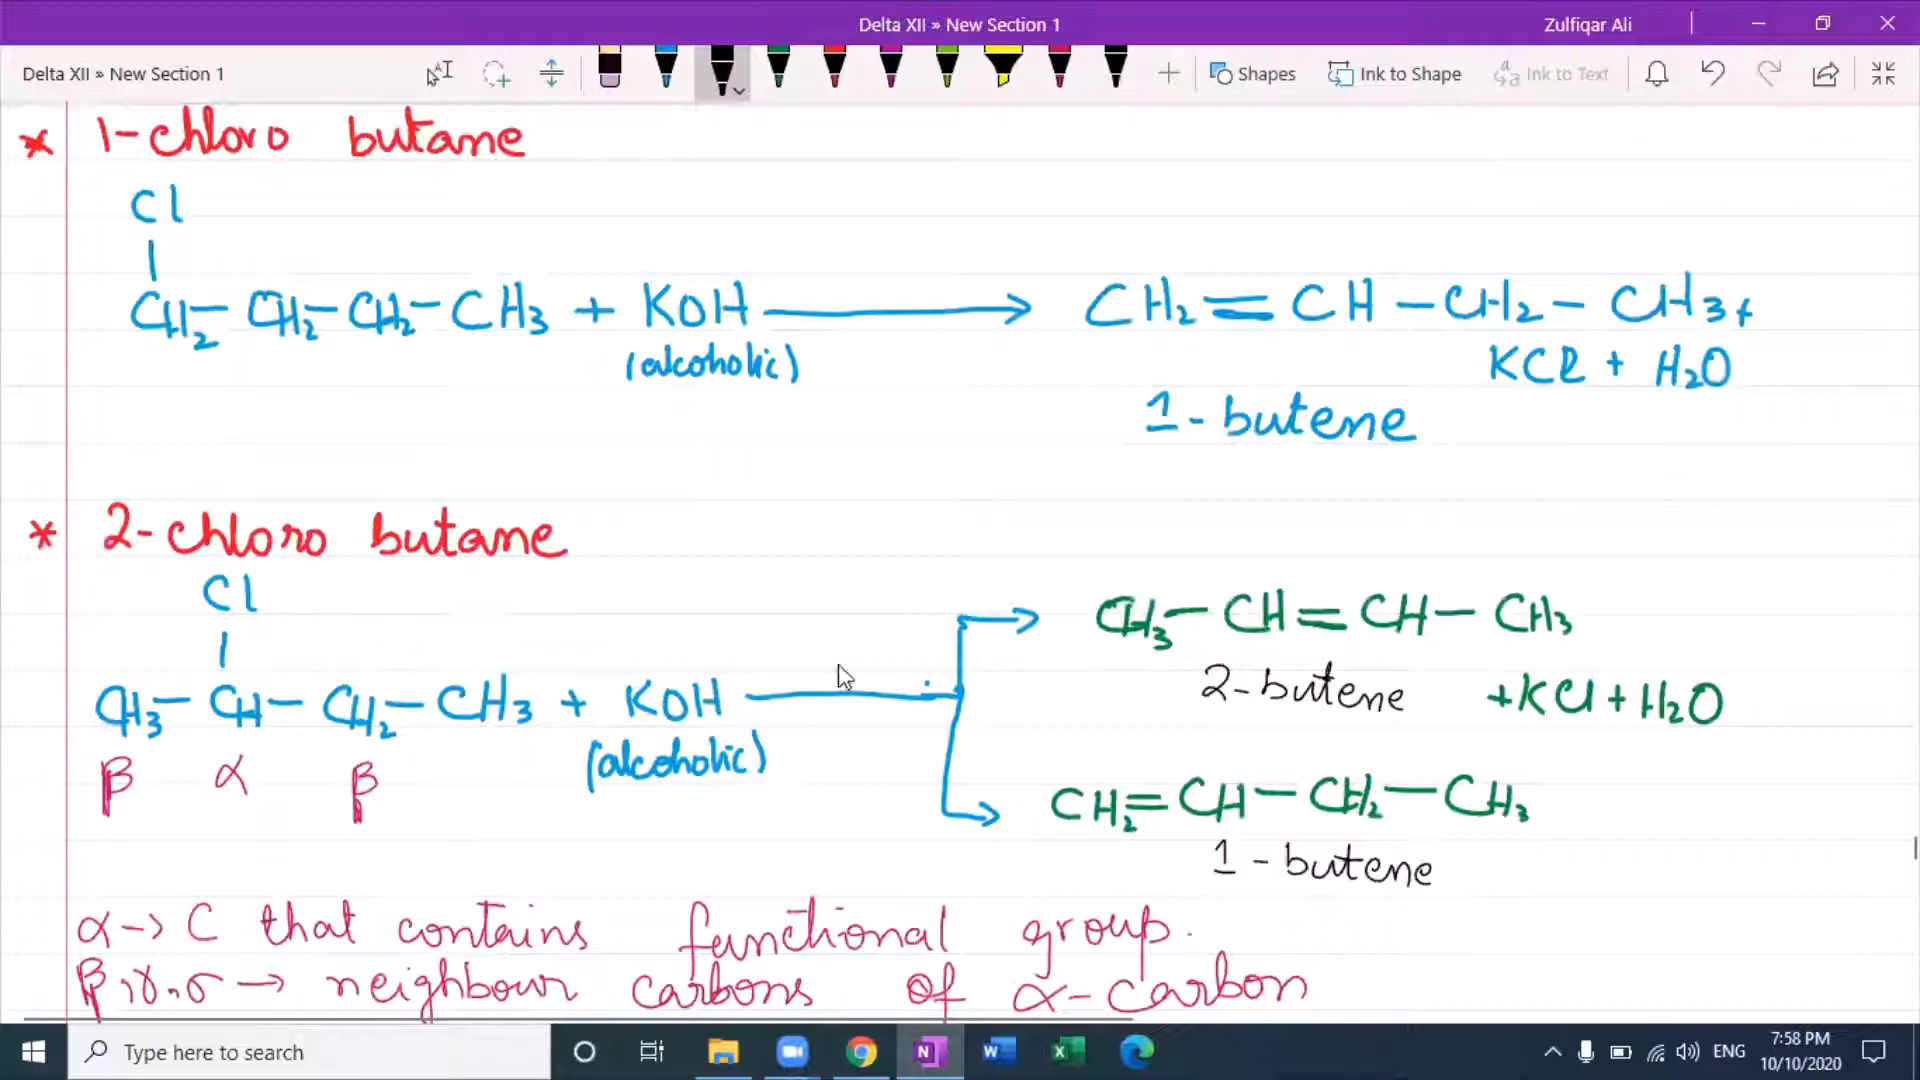 Delta XII » New Section 1
Zulfiqar Ali
Delta XII » New Section 1
Shapes
Ink to Shape
Ink to Text
* 1-chloro butane
Cl
|
CH₂ – CH₂ – CH₂ – CH₃ + KOH ⟶ CH₂ = CH – CH₂ – CH₃ +
(alcoholic)
KCl + H₂O
1 - butene
* 2-chloro butane
Cl
|
CH₃ – CH = CH – CH₃
2-butene
+KCl + H₂O
CH₃ – CH – CH₂ – CH₃ + KOH
(alcoholic)
β α β
CH₂ = CH – CH₂ – CH₃
1 - butene
α → C that contains functional group.
β, γ, σ → neighbour carbons of α-carbon
Type here to search
ENG
7:58 PM
10/10/2020